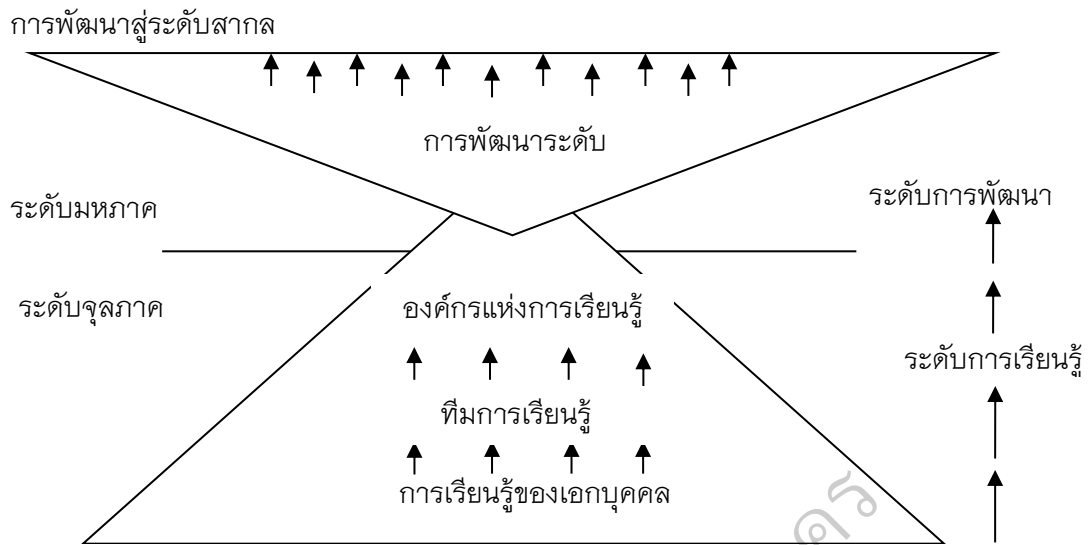 การพัฒนาสู่ระดับสากล
การพัฒนาระดับ
ระดับมหภาค
ระดับการพัฒนา
ระดับจุลภาค
องค์กรแห่งการเรียนรู้
ระดับการเรียนรู้
ทีมการเรียนรู้
การเรียนรู้ของเอกบุคคล